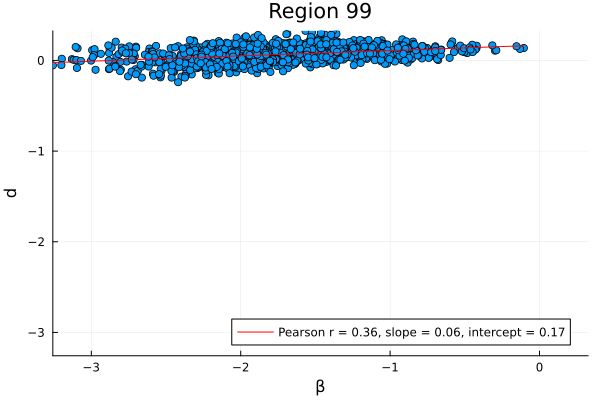 Region 99
0
−1
−2
−3
d
Pearson r = 0.36, slope = 0.06, intercept = 0.17
−3 −2 −1 0
β